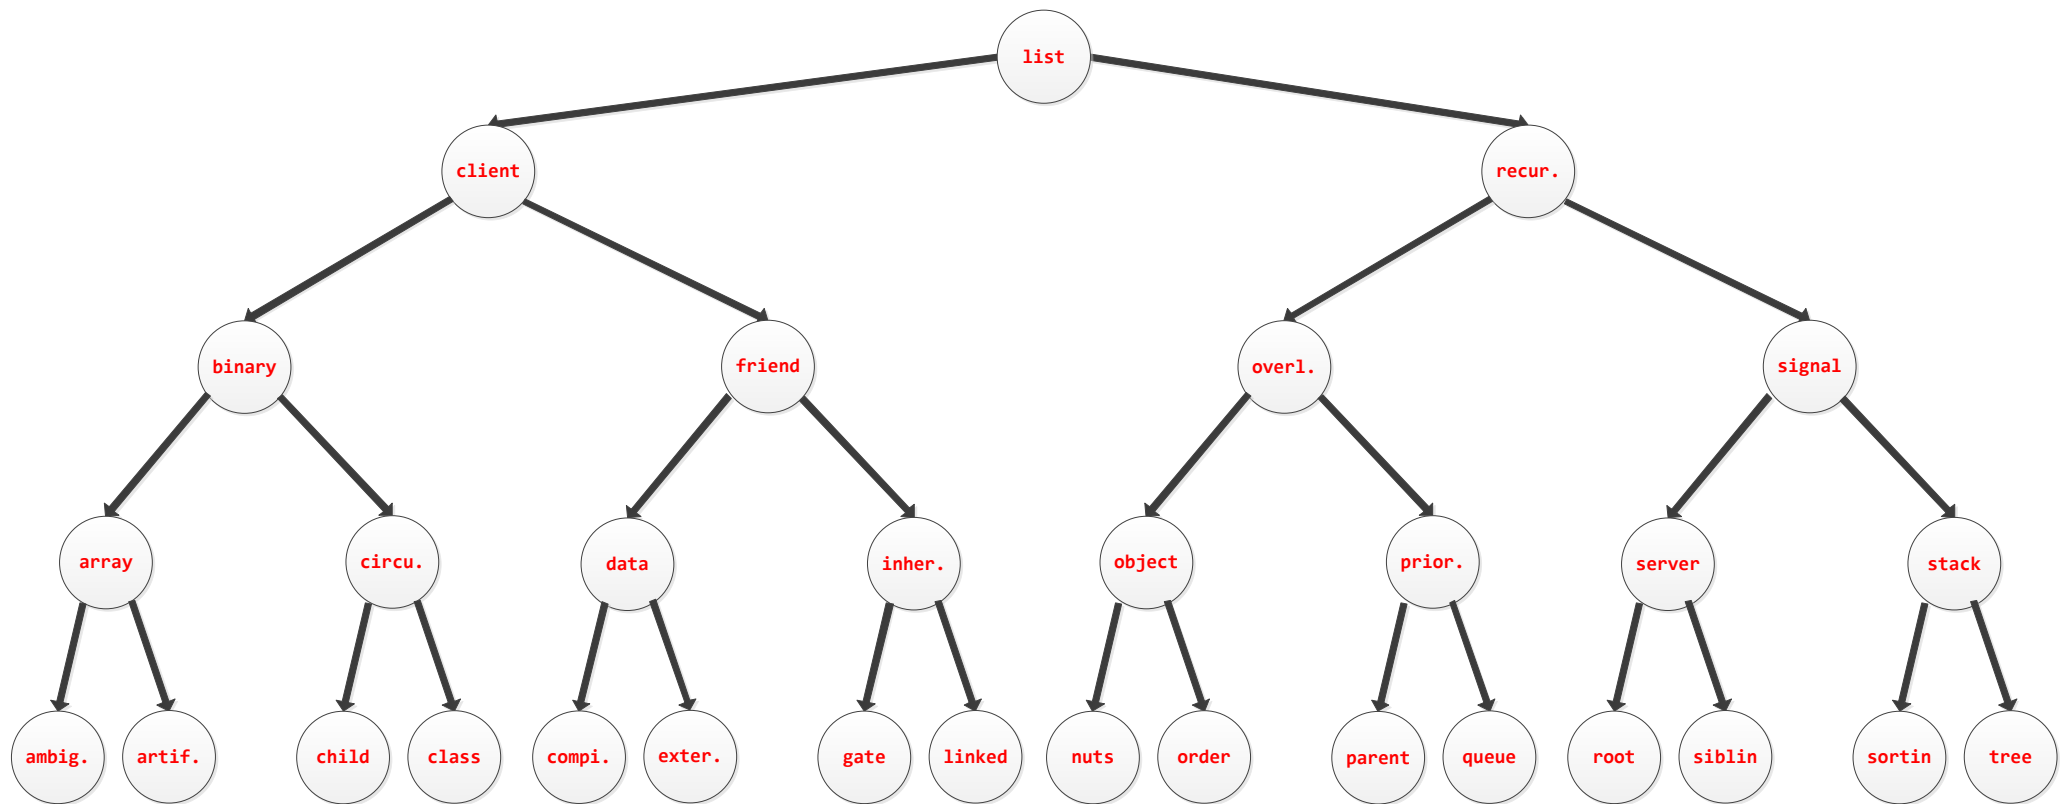 list
client
recur.
binary
friend
overl.
signal
array
circu.
data
inher.
object
prior.
server
stack
ambig.
artif.
child
class
compi.
exter.
gate
linked
nuts
order
parent
queue
root
siblin
sortin
tree